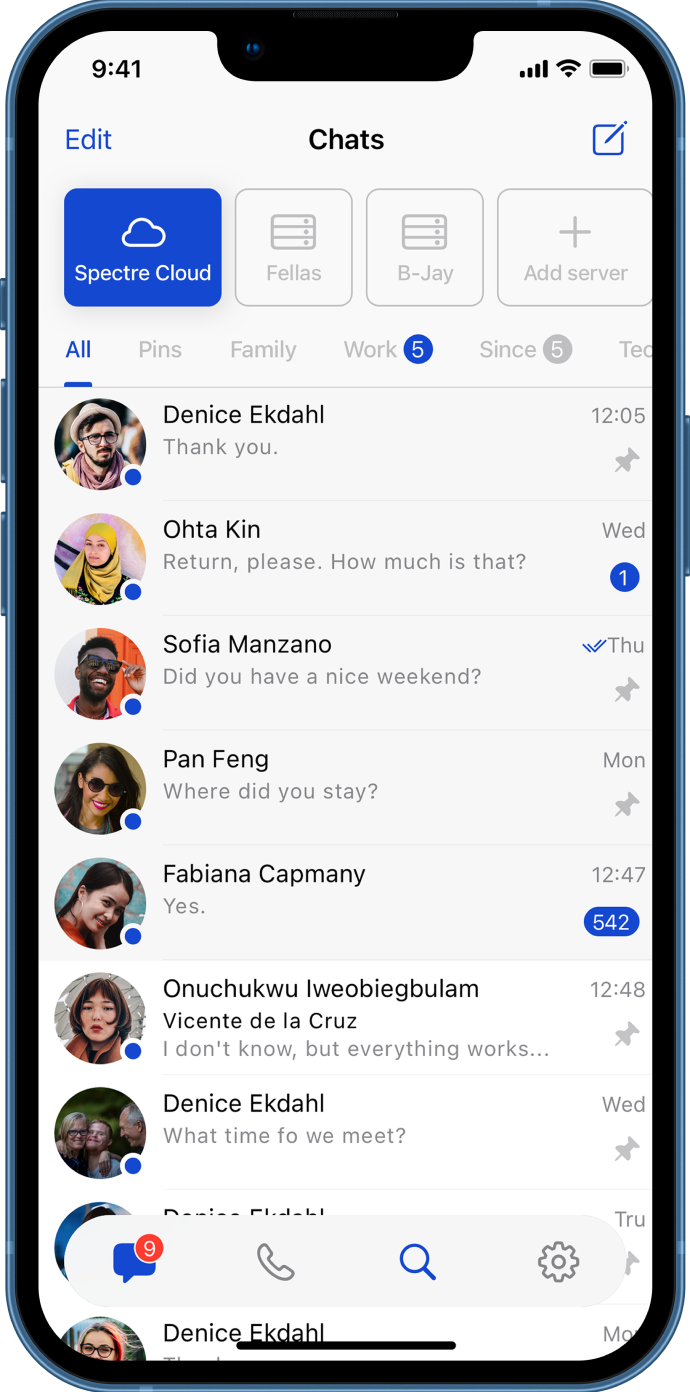 9:41
Edit
Chats
Spectre Cloud
Fellas
B-Jay
Add server
All
Pins
Family
Work 5
Since 5
Denice Ekdahl
12:05
Thank you.
Ohta Kin
Wed
Return, please. How much is that?
1
Sofia Manzano
Thu
Did you have a nice weekend?
Pan Feng
Mon
Where did you stay?
Fabiana Capmany
12:47
Yes.
542
Onuchukwu Iweobiegbulam
12:48
Vicente de la Cruz
I don't know, but everything works...
Denice Ekdahl
Wed
What time fo we meet?
Denice Ekdahl
Tru
9
Denice Ekdahl